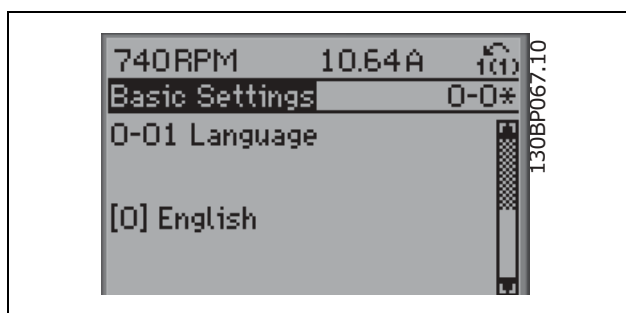 740RPM 10.64A 1(1)
Basic Settings 0-0*
0-01 Language
[0] English
130BP067.10